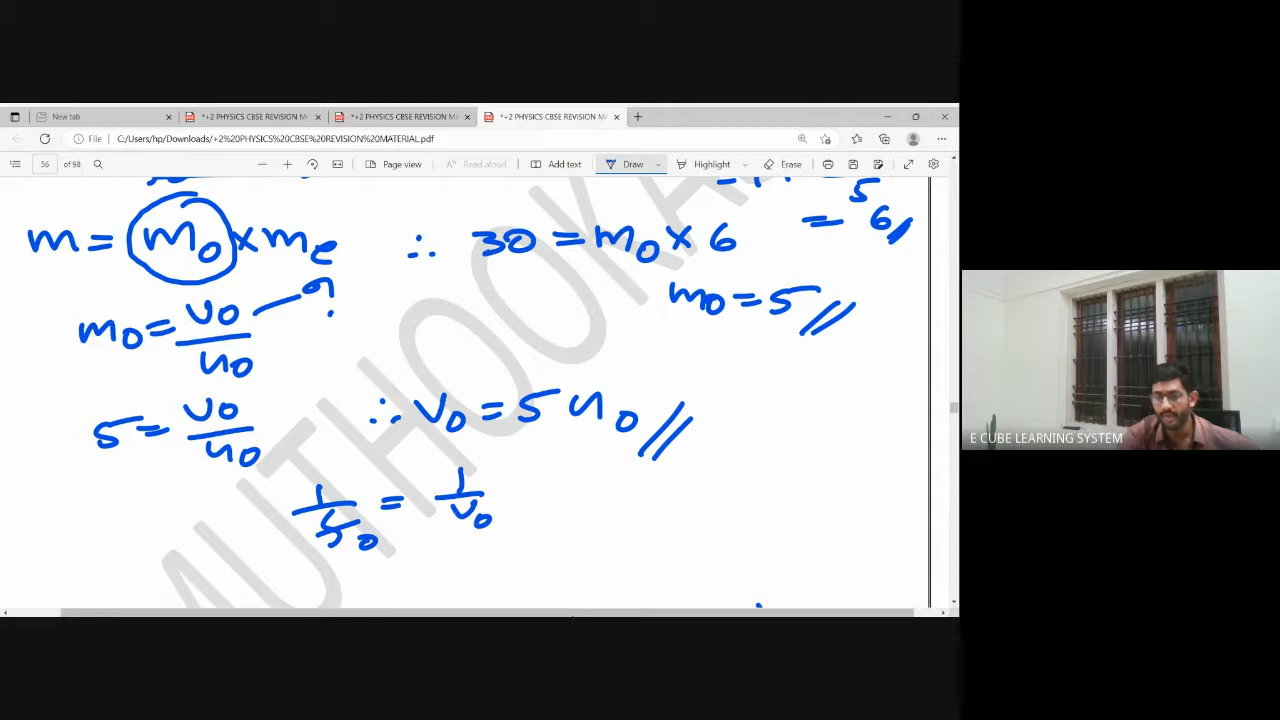 New tab
*+2 PHYSICS CBSE REVISION M
*+2 PHYSICS CBSE REVISION M
*+2 PHYSICS CBSE REVISION M
File C:/Users/hp/Downloads/+2%20PHYSICS%20CBSE%20REVISION%20MATERIAL.pdf
56 of 98 Page view Read aloud Add text Draw Highlight Erase
5
= 6//
m = m₀ × mₑ ∴ 30 = m₀ × 6
m₀ = 5 //
m₀ = v₀/u₀ ?
5 = v₀/u₀ ∴ v₀ = 5 u₀ //
1/f₀ = 1/v₀
AUTHOOKA
E CUBE LEARNING SYSTEM